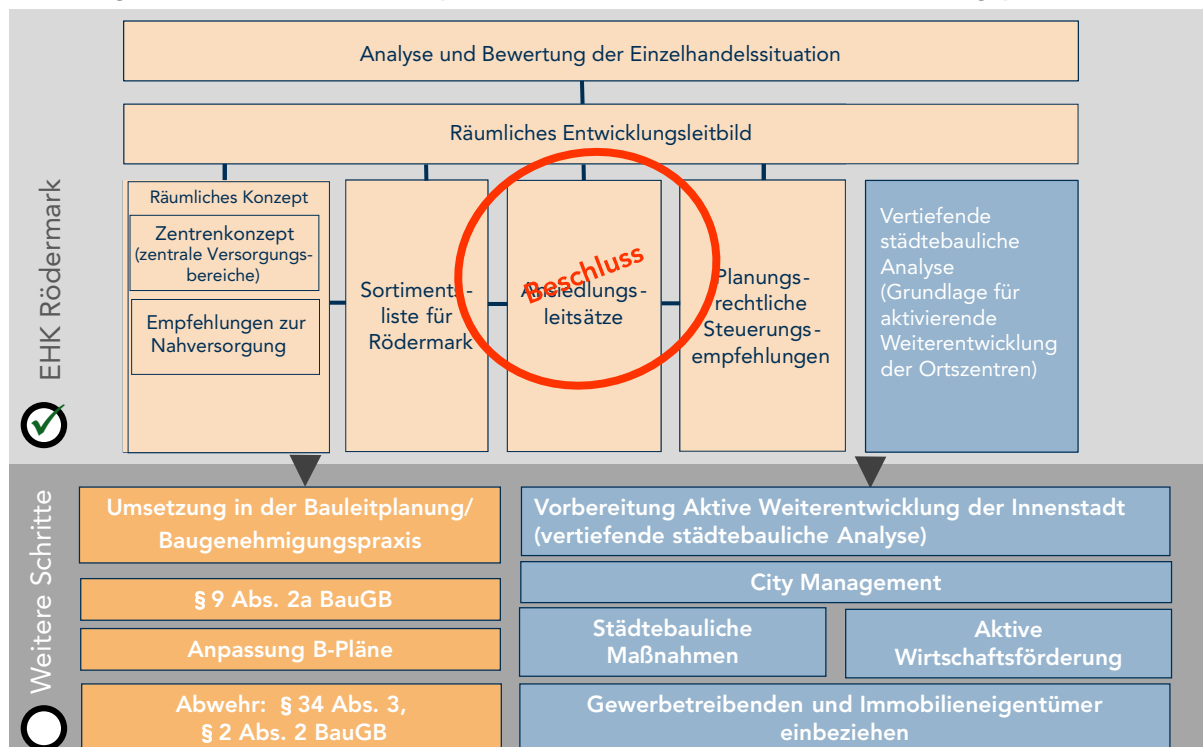 Analyse und Bewertung der Einzelhandelssituation
Räumliches Entwicklungsleitbild
EHK Rödermark
Räumliches Konzept
Zentrenkonzept
(zentrale Versorgungs-
bereiche)
Empfehlungen zur
Nahversorgung
Sortiments-
liste für
Rödermark
Beschluss
Ansiedlungs-
leitsätze
Planungs-
rechtliche
Steuerungs-
empfehlungen
Vertiefende
städtebauliche
Analyse
(Grundlage für
aktivierende
Weiterentwicklung
der Ortszentren)
Weitere Schritte
Umsetzung in der Bauleitplanung/
Baugenehmigungspraxis
§ 9 Abs. 2a BauGB
Anpassung B-Pläne
Abwehr: § 34 Abs. 3,
§ 2 Abs. 2 BauGB
Vorbereitung Aktive Weiterentwicklung der Innenstadt
(vertiefende städtebauliche Analyse)
City Management
Städtebauliche
Maßnahmen
Aktive
Wirtschaftsförderung
Gewerbetreibenden und Immobilieneigentümer
einbeziehen